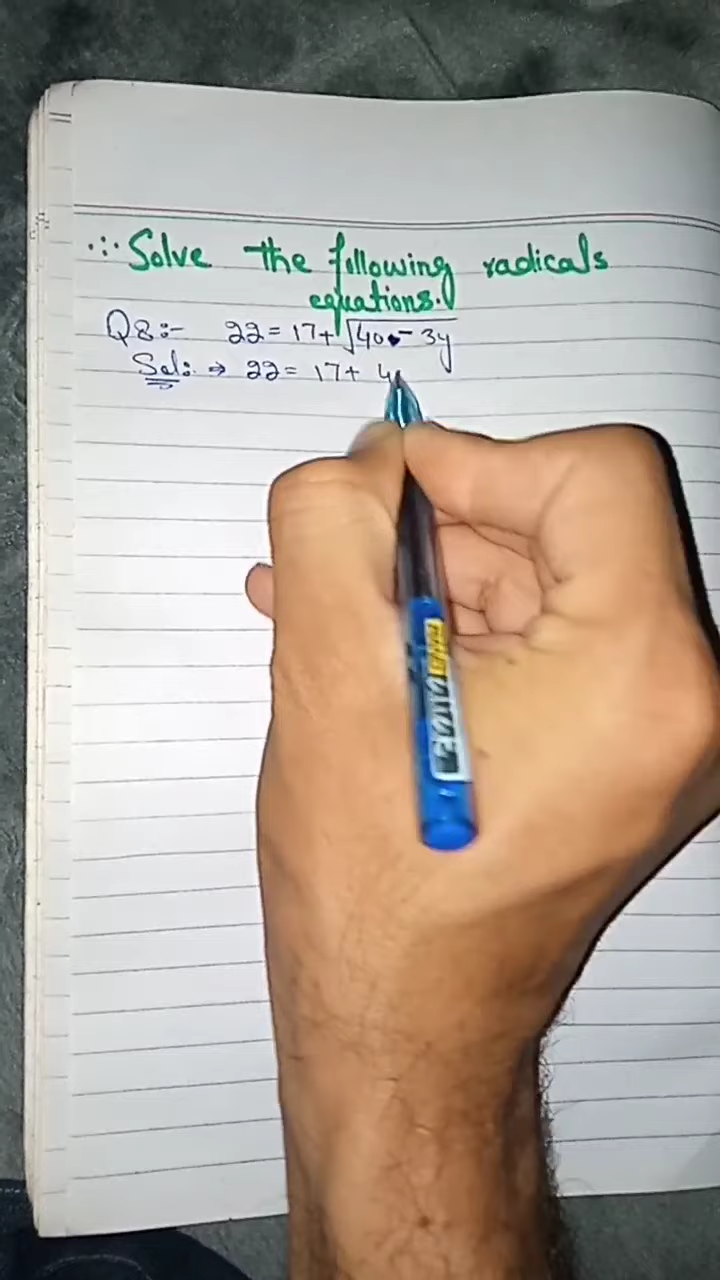 .:: Solve the following radicals
equations.
Q8:- 22 = 17+ √40 - 3y
Sol: ⇒ 22 = 17+ 4